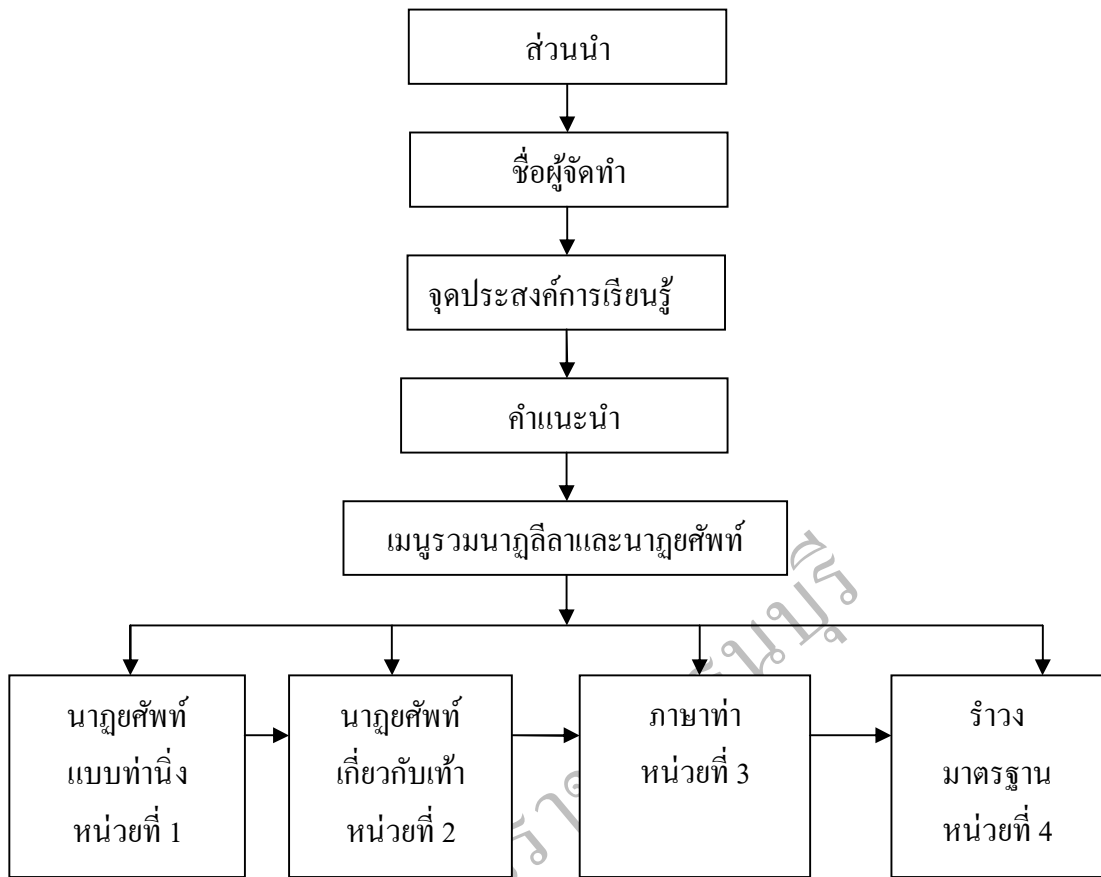 ส่วนนำ
ชื่อผู้จัดทำ
จุดประสงค์การเรียนรู้
คำแนะนำ
เมนูรวมนาฏลีลาและนาฏยศัพท์
นาฏยศัพท์
แบบท่านิ่ง
หน่วยที่ 1
นาฏยศัพท์
เกี่ยวกับเท้า
หน่วยที่ 2
ภาษาท่า
หน่วยที่ 3
รำวง
มาตรฐาน
หน่วยที่ 4